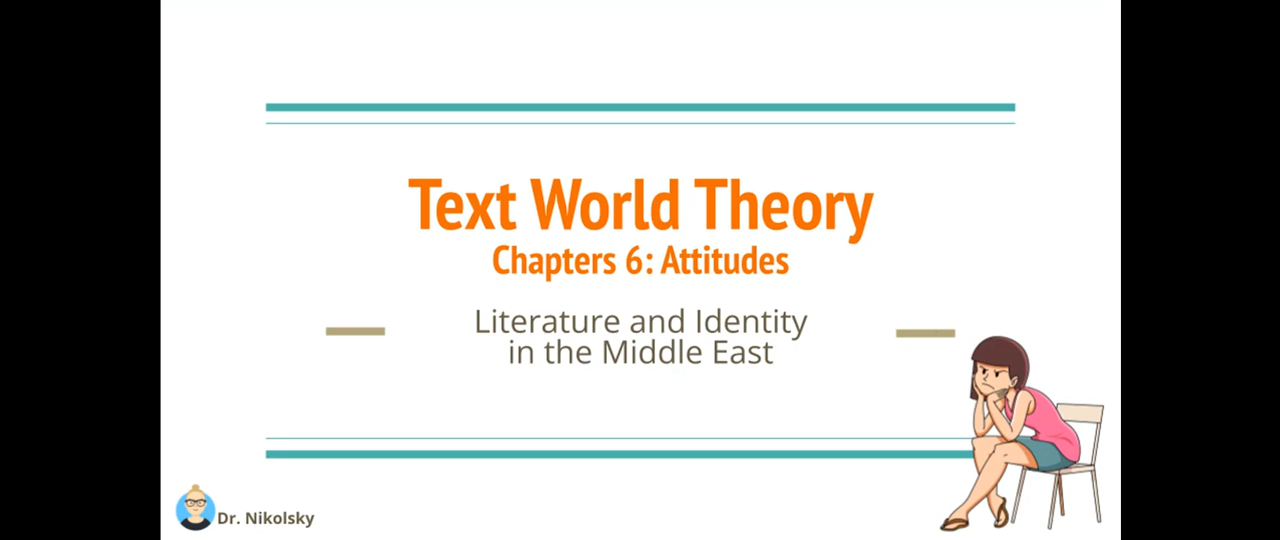 Text World Theory
Chapters 6: Attitudes
Literature and Identity
in the Middle East
Dr. Nikolsky